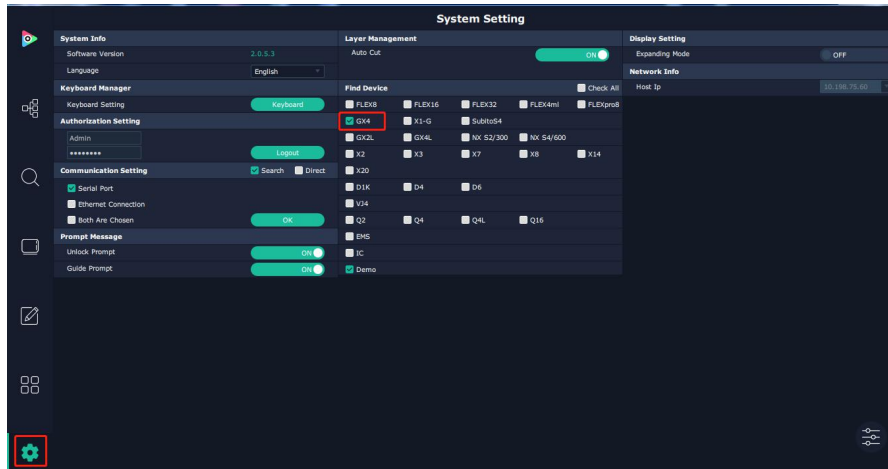 System Setting
System Info
Software Version 2.0.5.3
Language English
Keyboard Manager
Keyboard Setting Keyboard
Authorization Setting
Admin
******** Logout
Communication Setting Search Direct
Serial Port
Ethernet Connection
Both Are Chosen OK
Prompt Message
Unlock Prompt ON
Guide Prompt ON
Layer Management
Auto Cut ON
Find Device Check All
FLEX8 FLEX16 FLEX32 FLEX4ml FLEXpro8
GX4 X1-G SubitoS4
GX2L GX4L NX S2/300 NX S4/600
X2 X3 X7 X8 X14
X20
D1K D4 D6
VJ4
Q2 Q4 Q4L Q16
EMS
IC
Demo
Display Setting
Expanding Mode OFF
Network Info
Host Ip 10.198.75.60